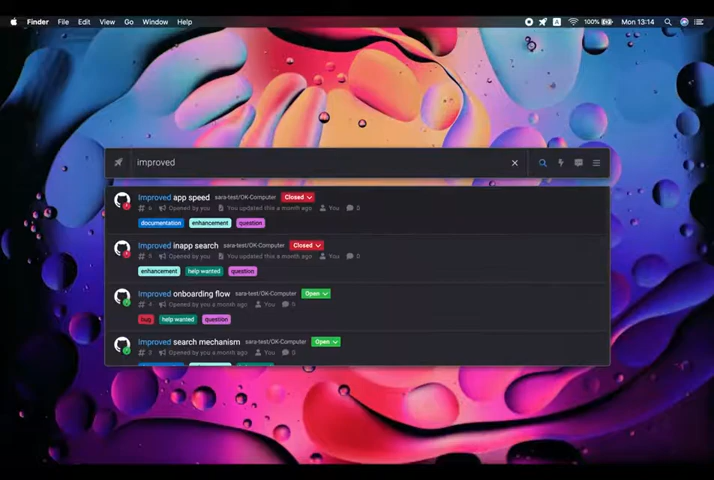 Finder File Edit View Go Window Help A 100% Mon 13:14
improved
Improved app speed sara-test/OK-Computer Closed
# Opened by you You updated this a month ago You
documentation enhancement question
Improved inapp search sara-test/OK-Computer Closed
# 5 Opened by you You updated this a month ago You
enhancement help wanted question
Improved onboarding flow sara-test/OK-Computer Open
# 4 Opened by you a month ago You
bug help wanted question
Improved search mechanism sara-test/OK-Computer Open
# Opened by you a month ago You 0